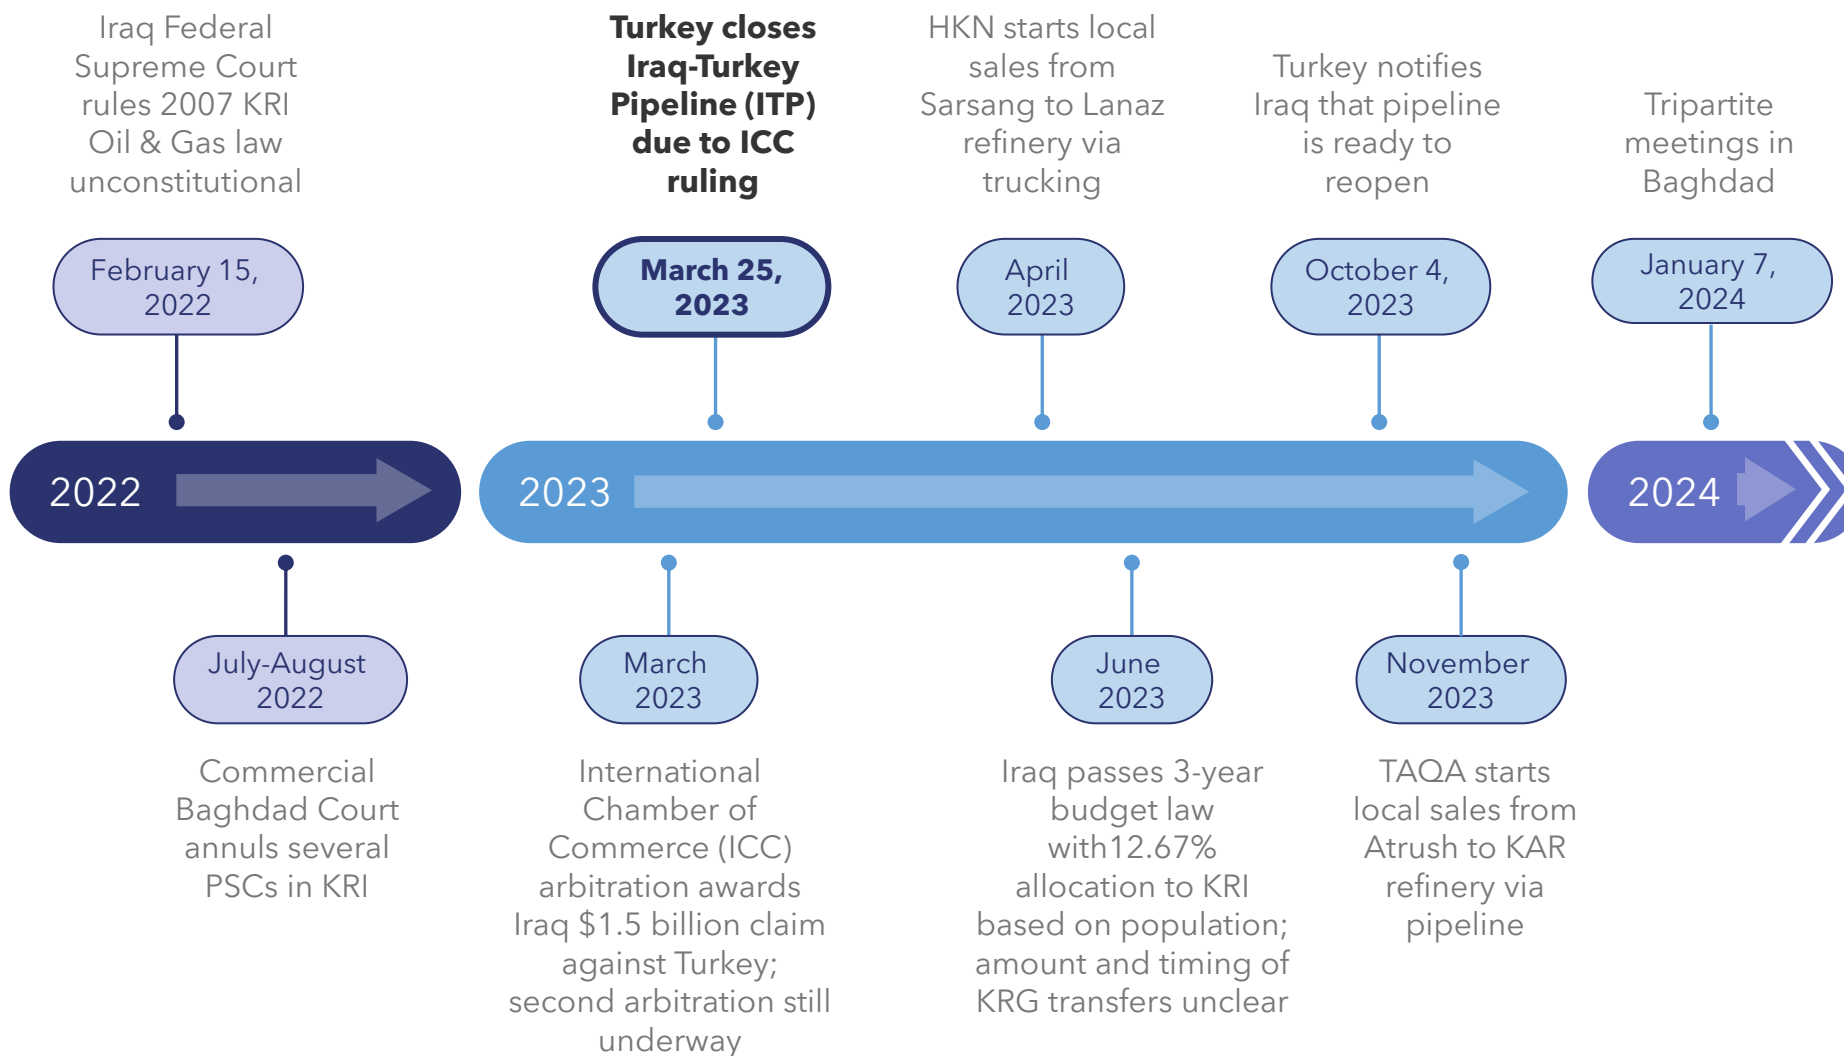 Iraq Federal
Supreme Court
rules 2007 KRI
Oil & Gas law
unconstitutional
Turkey closes
Iraq-Turkey
Pipeline (ITP)
due to ICC
ruling
HKN starts local
sales from
Sarsang to Lanaz
refinery via
trucking
Turkey notifies
Iraq that pipeline
is ready to
reopen
Tripartite
meetings in
Baghdad
February 15,
2022
March 25,
2023
April
2023
October 4,
2023
January 7,
2024
2022
2023
2024
July-August
2022
March
2023
June
2023
November
2023
Commercial
Baghdad Court
annuls several
PSCs in KRI
International
Chamber of
Commerce (ICC)
arbitration awards
Iraq $1.5 billion claim
against Turkey;
second arbitration still
underway
Iraq passes 3-year
budget law
with12.67%
allocation to KRI
based on population;
amount and timing of
KRG transfers unclear
TAQA starts
local sales from
Atrush to KAR
refinery via
pipeline